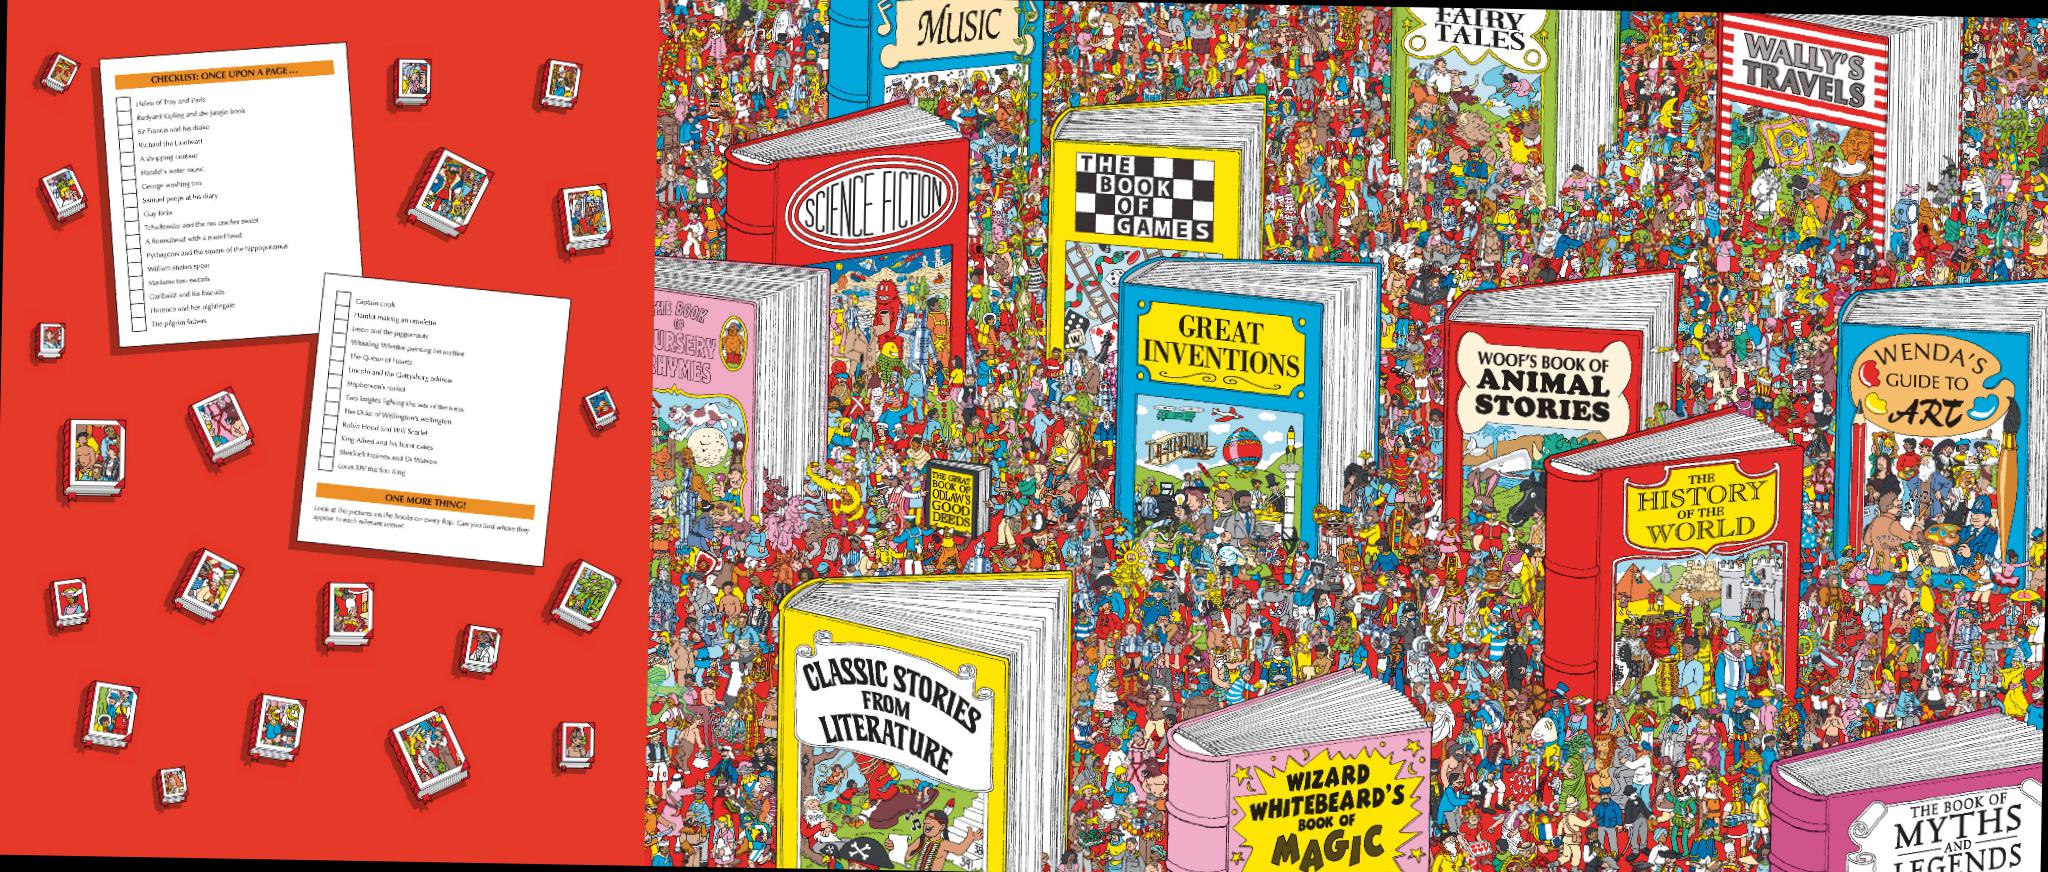 CHECKLIST: ONCE UPON A PAGE...
Helen of Troy and Paris
Rudyard Kipling and the jungle book
Sir Francis and his drake
Richard the Lionheart
A shopping centaur
Handel's water music
George washing ton
Samuel peeps at his diary
Guy forks
Tchaikovsky and the nut cracker sweet
A Roundhead with a round head
Pythagoras and the square of the hippopotamus
William shakes spear
Madame two swords
Garibaldi and his biscuits
Florence and her nightingale
The pilgrim fathers
Captain cook
Hamlet making an omelette
Jason and the juggernauts
Whistling Whistler painting his mother
The Queen of Hearts
Lincoln and the Gettysburg address
Stephenson's rocket
Two knights fighting the war of the roses
The Duke of Wellington's wellington
Robin Hood and Will Scarlet
King Alfred and his burnt cakes
Sherlock Holmes and Dr Watson
Louis XIV the Sun King
ONE MORE THING!
Look at the pictures on the books on every flap. Can you find where they
appear in each relevant scene?
MUSIC
FAIRY
TALES
WALLY'S
TRAVELS
SCIENCE FICTION
THE
BOOK
OF
GAMES
THE BOOK
OF
NURSERY
RHYMES
GREAT
INVENTIONS
WOOF'S BOOK OF
ANIMAL
STORIES
WENDA'S
GUIDE TO
ART
THE GREAT
BOOK OF
ODLAW'S
GOOD
DEEDS
THE
HISTORY
OF THE
WORLD
CLASSIC STORIES
FROM
LITERATURE
WIZARD
WHITEBEARD'S
BOOK OF
MAGIC
THE BOOK OF
MYTHS
AND
LEGENDS